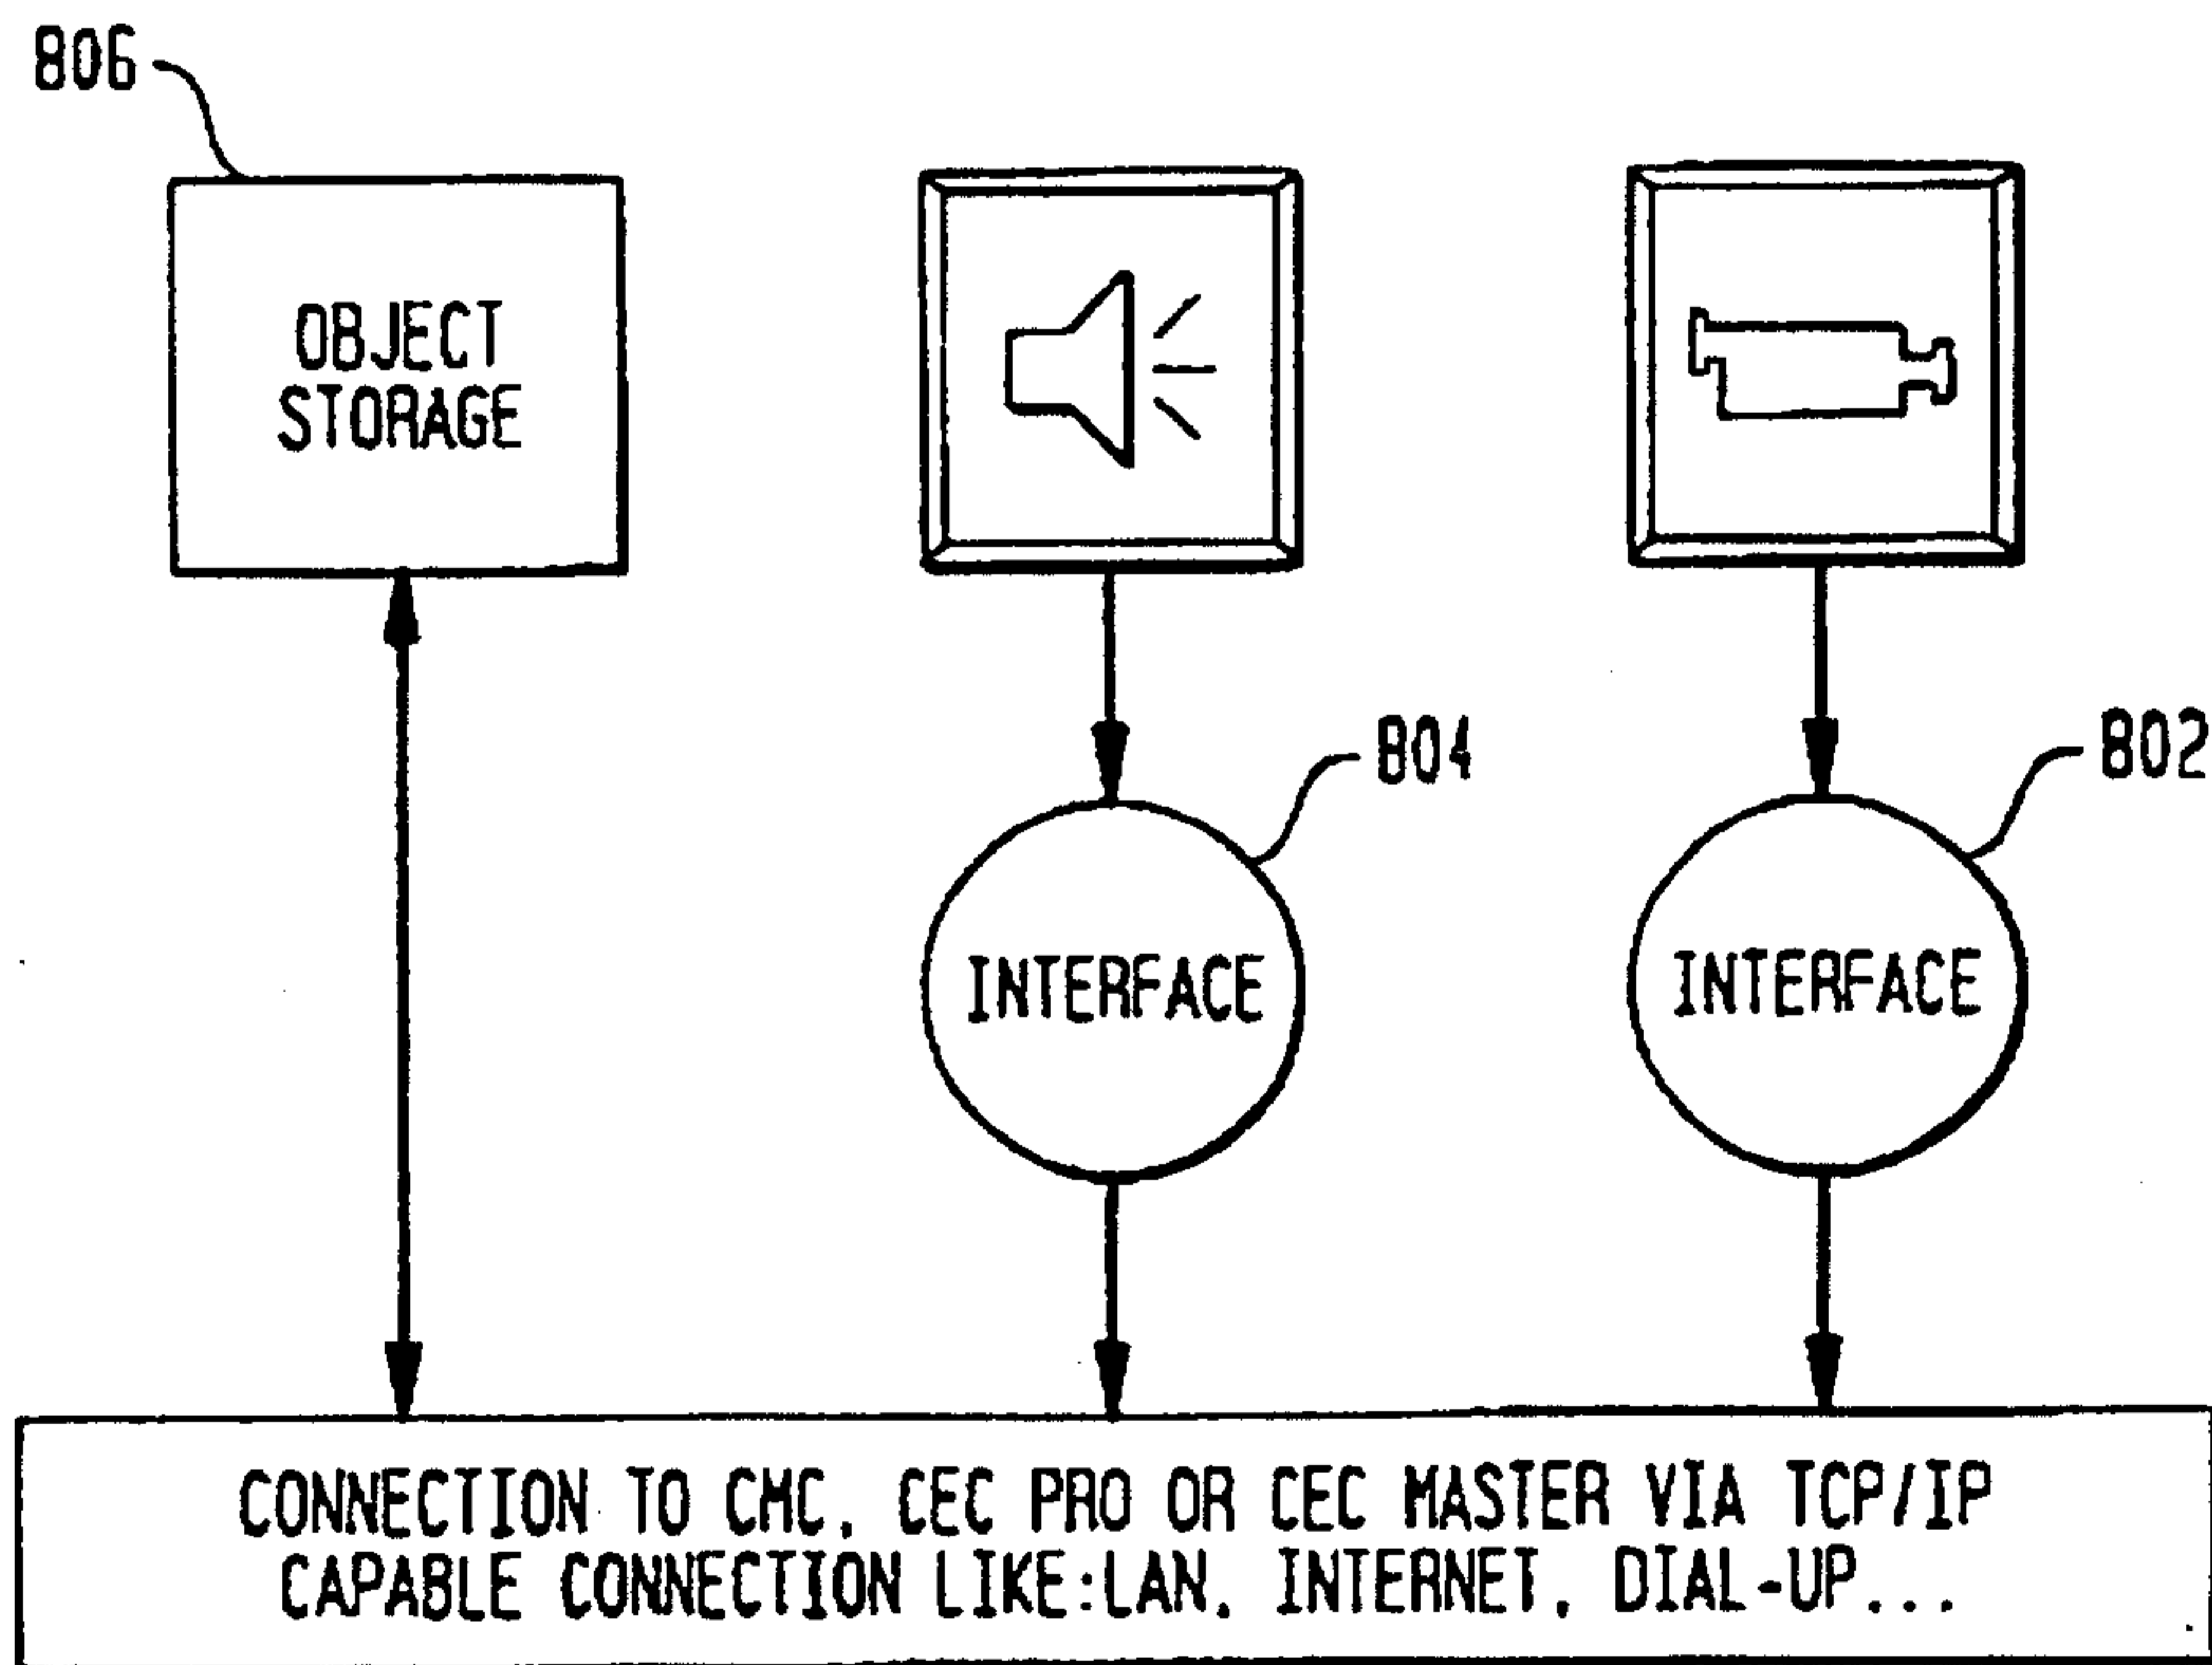 806
OBJECT
STORAGE
804
802
INTERFACE
INTERFACE
CONNECTION TO CMC, CEC PRO OR CEC MASTER VIA TCP/IP
CAPABLE CONNECTION LIKE:LAN, INTERNET, DIAL-UP...